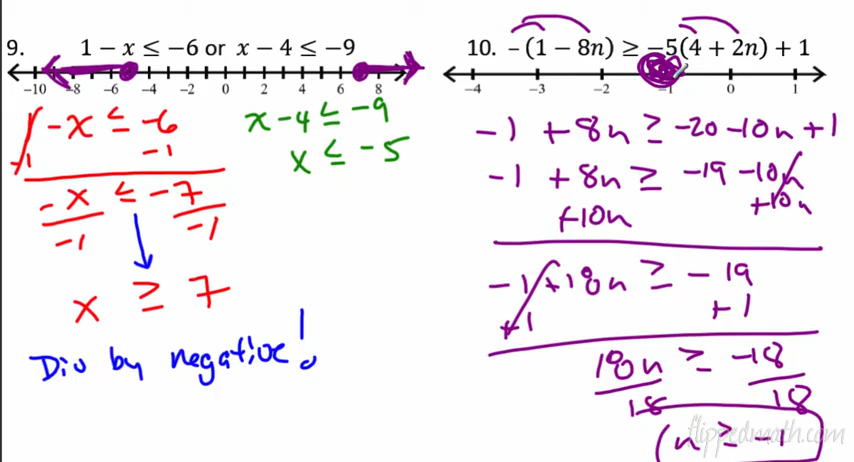 9. 1 − x ≤ −6 or x − 4 ≤ −9
−10 −8 −6 −4 −2 0 2 4 6 8
1 -x ≤ -6
-1 -1
-x ≤ -7
-1 -1
x ≥ 7
Div by negative!
x-4 ≤ -9
x ≤ -5
10. −(1 − 8n) ≥ −5(4 + 2n) + 1
−4 −3 −2 −1 0 1
-1 +8n ≥ -20 -10n +1
-1 +8n ≥ -19 -10n
+10n +10n
-1 +18n ≥ -19
+1 +1
18n ≥ -18
18 18
n ≥ -1
flippedmath.com